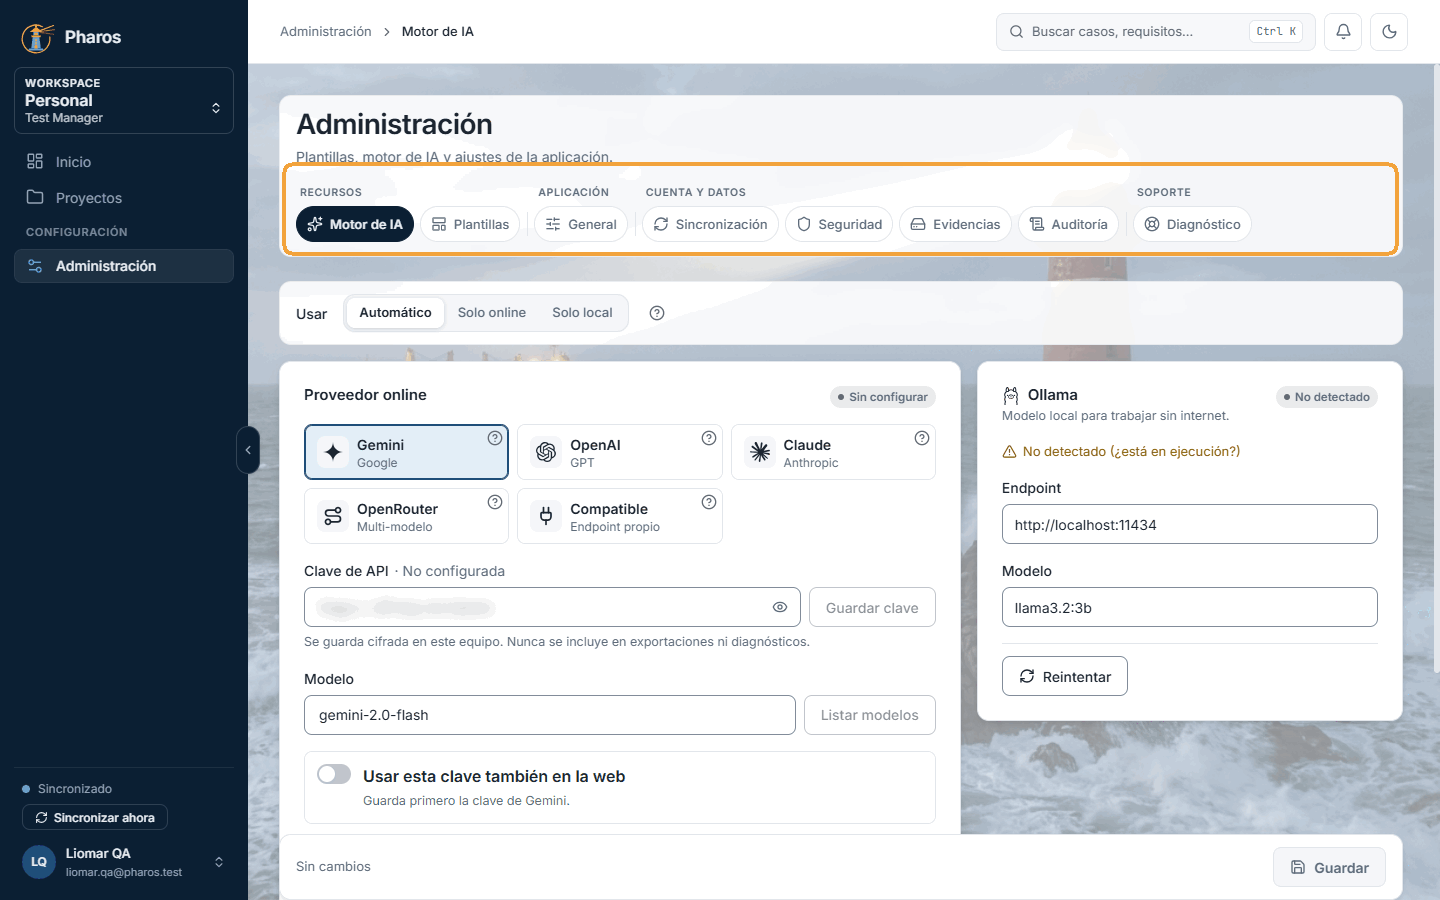 Pharos
WORKSPACE
Personal
Test Manager
Inicio
Proyectos
CONFIGURACIÓN
Administración
Sincronizado
Sincronizar ahora
LQ
Liomar QA
liomar.qa@pharos.test
Administración > Motor de IA
Buscar casos, requisitos...
Ctrl K
Administración
Plantillas, motor de IA y ajustes de la aplicación.
RECURSOS
APLICACIÓN
CUENTA Y DATOS
SOPORTE
Motor de IA
Plantillas
General
Sincronización
Seguridad
Evidencias
Auditoría
Diagnóstico
Usar
Automático
Solo online
Solo local
Proveedor online
Sin configurar
Gemini
Google
OpenAI
GPT
Claude
Anthropic
OpenRouter
Multi-modelo
Compatible
Endpoint propio
Clave de API · No configurada
Guardar clave
Se guarda cifrada en este equipo. Nunca se incluye en exportaciones ni diagnósticos.
Modelo
gemini-2.0-flash
Listar modelos
Usar esta clave también en la web
Guarda primero la clave de Gemini.
Ollama
No detectado
Modelo local para trabajar sin internet.
No detectado (¿está en ejecución?)
Endpoint
http://localhost:11434
Modelo
llama3.2:3b
Reintentar
Sin cambios
Guardar